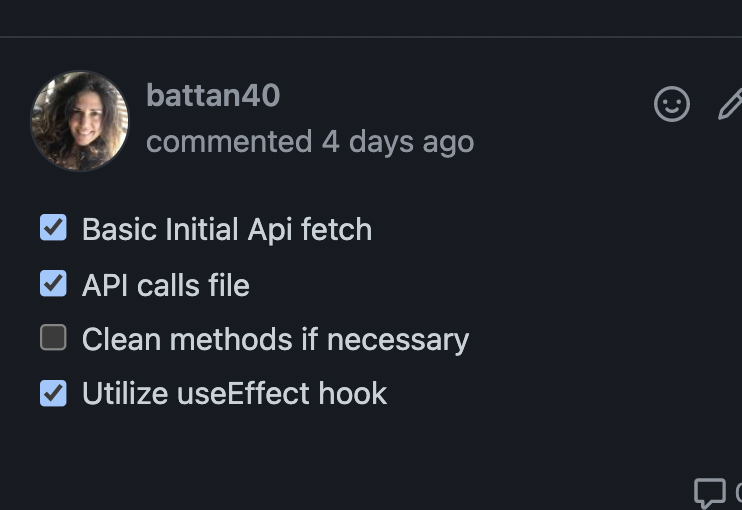 battan40
commented 4 days ago
Basic Initial Api fetch
API calls file
Clean methods if necessary
Utilize useEffect hook